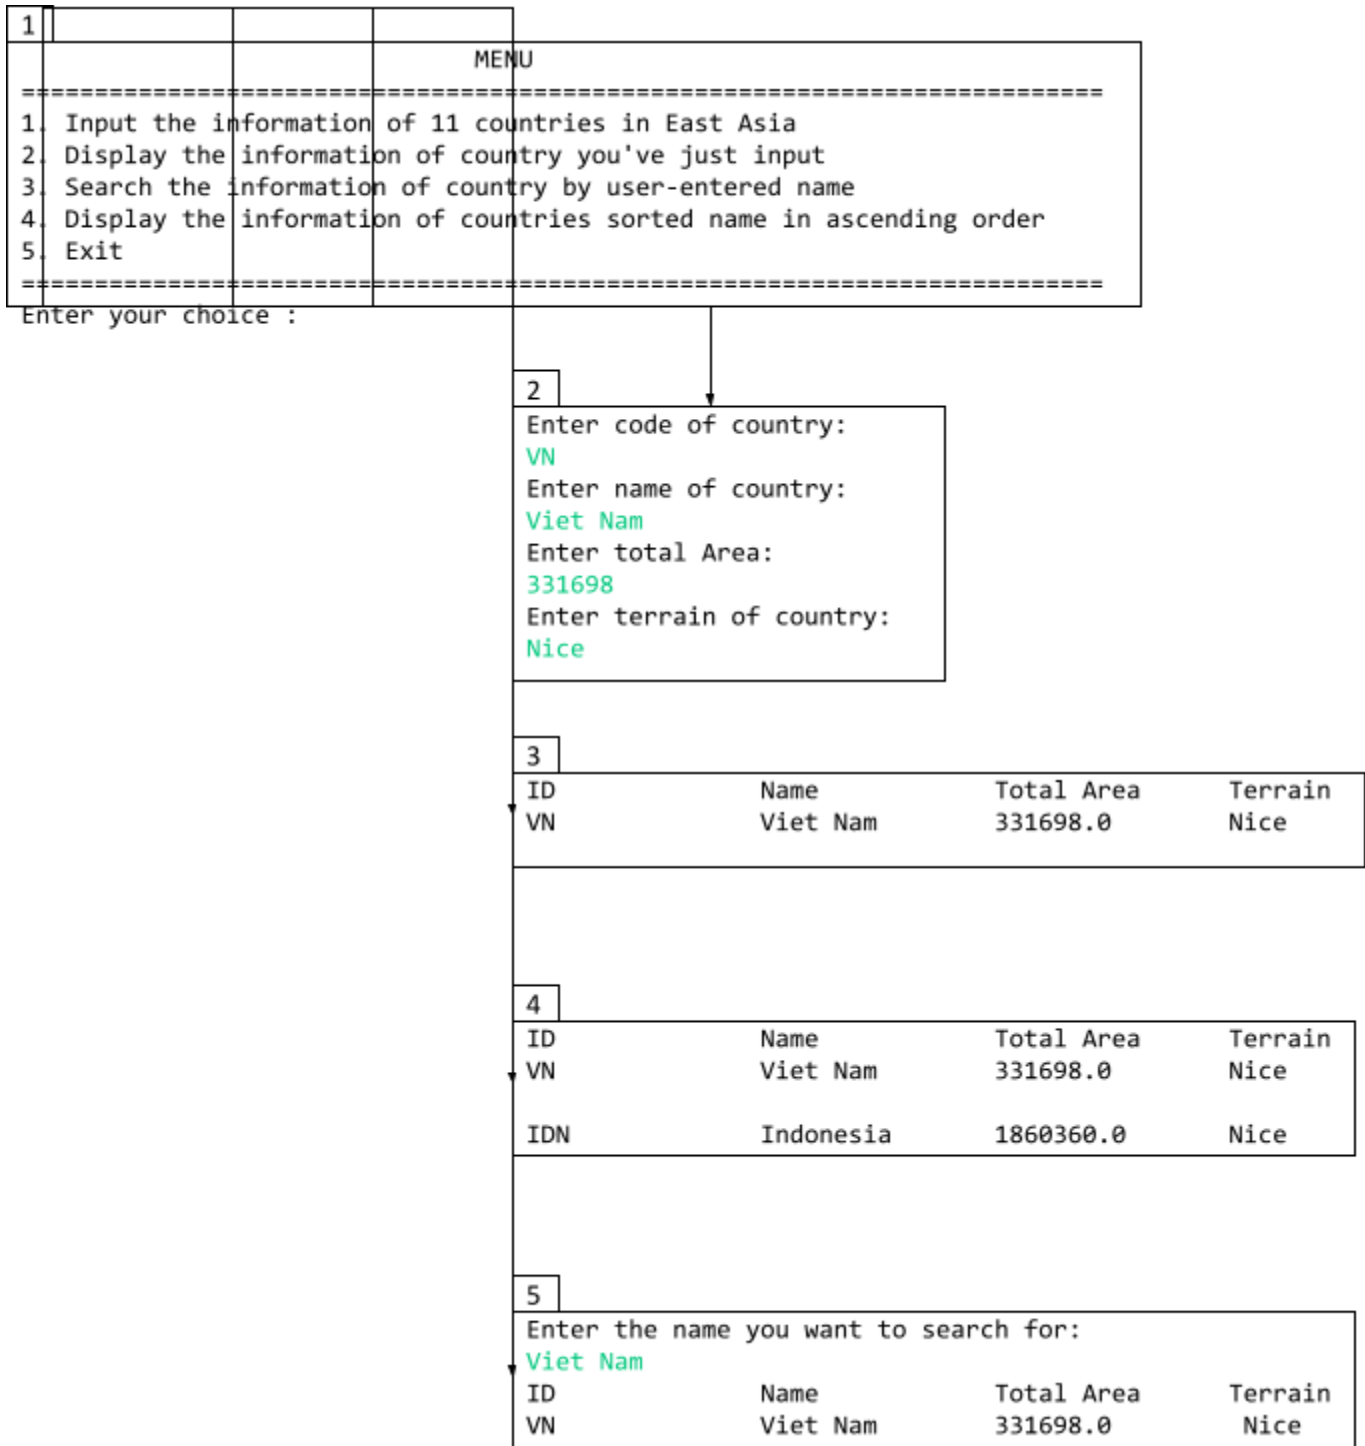 1
MENU
==========================================================================
1. Input the information of 11 countries in East Asia
2. Display the information of country you've just input
3. Search the information of country by user-entered name
4. Display the information of countries sorted name in ascending order
5. Exit
==========================================================================
Enter your choice :
2
Enter code of country:
VN
Enter name of country:
Viet Nam
Enter total Area:
331698
Enter terrain of country:
Nice
3
ID Name Total Area Terrain
VN Viet Nam 331698.0 Nice
4
ID Name Total Area Terrain
VN Viet Nam 331698.0 Nice
IDN Indonesia 1860360.0 Nice
5
Enter the name you want to search for:
Viet Nam
ID Name Total Area Terrain
VN Viet Nam 331698.0 Nice